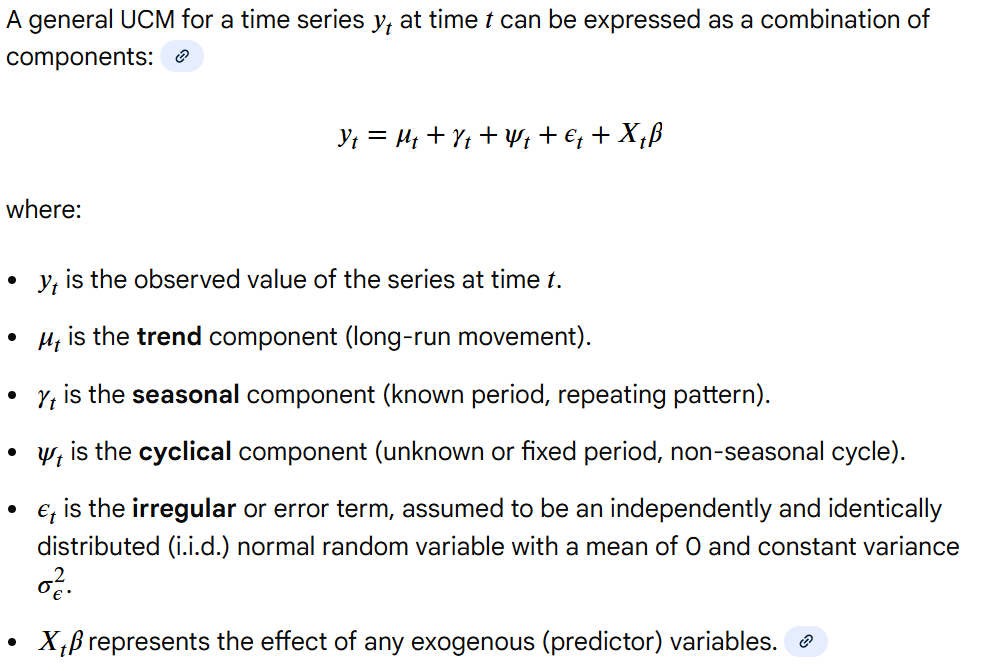 A general UCM for a time series yₜ at time t can be expressed as a combination of
components:
yₜ = μₜ + γₜ + ψₜ + ϵₜ + Xₜβ
where:
• yₜ is the observed value of the series at time t.
• μₜ is the trend component (long-run movement).
• γₜ is the seasonal component (known period, repeating pattern).
• ψₜ is the cyclical component (unknown or fixed period, non-seasonal cycle).
• ϵₜ is the irregular or error term, assumed to be an independently and identically
distributed (i.i.d.) normal random variable with a mean of 0 and constant variance
σ²_ϵ.
• Xₜβ represents the effect of any exogenous (predictor) variables.